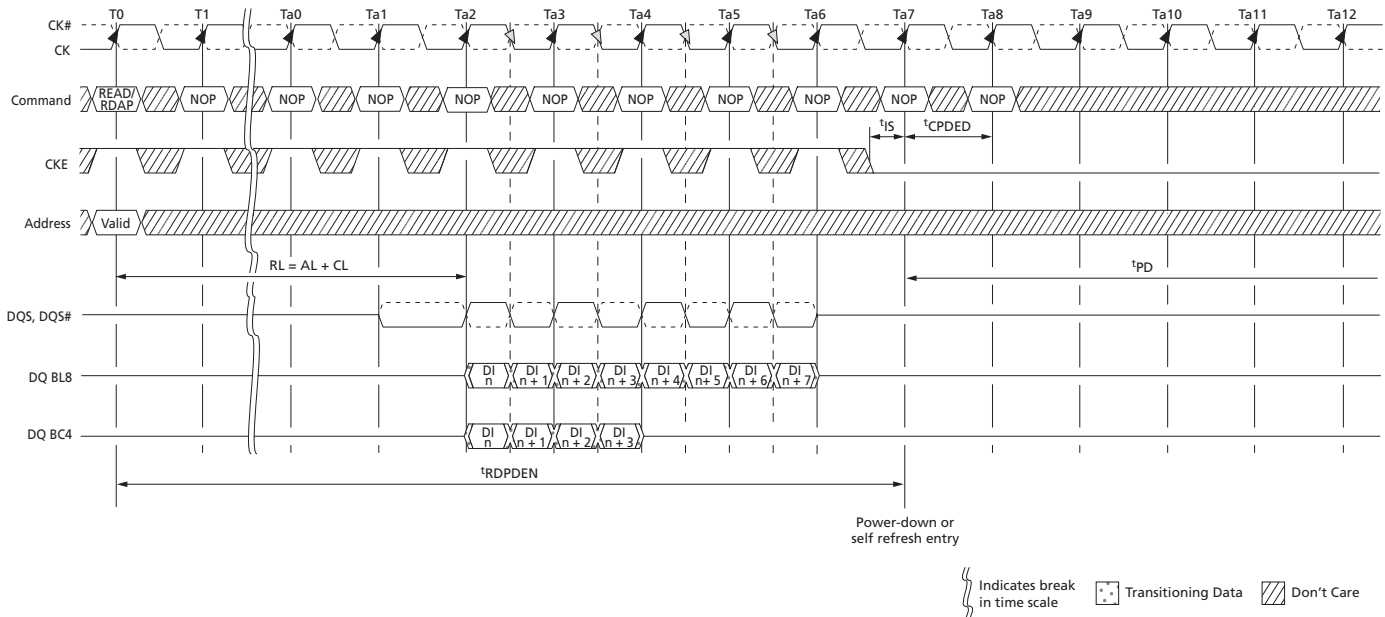 T0 T1 Ta0 Ta1 Ta2 Ta3 Ta4 Ta5 Ta6 Ta7 Ta8 Ta9 Ta10 Ta11 Ta12
CK#
CK
Command READ/ NOP NOP NOP NOP NOP NOP NOP NOP NOP NOP
RDAP
tIS tCPDED
CKE
Address Valid
RL = AL + CL tPD
DQS, DQS#
DQ BL8 DI DI DI DI DI DI DI DI
n n + 1 n + 2 n + 3 n + 4 n + 5 n + 6 n + 7
DQ BC4 DI DI DI DI
n n + 1 n + 2 n + 3
tRDPDEN
Power-down or
self refresh entry
Indicates break
in time scale
Transitioning Data
Don't Care